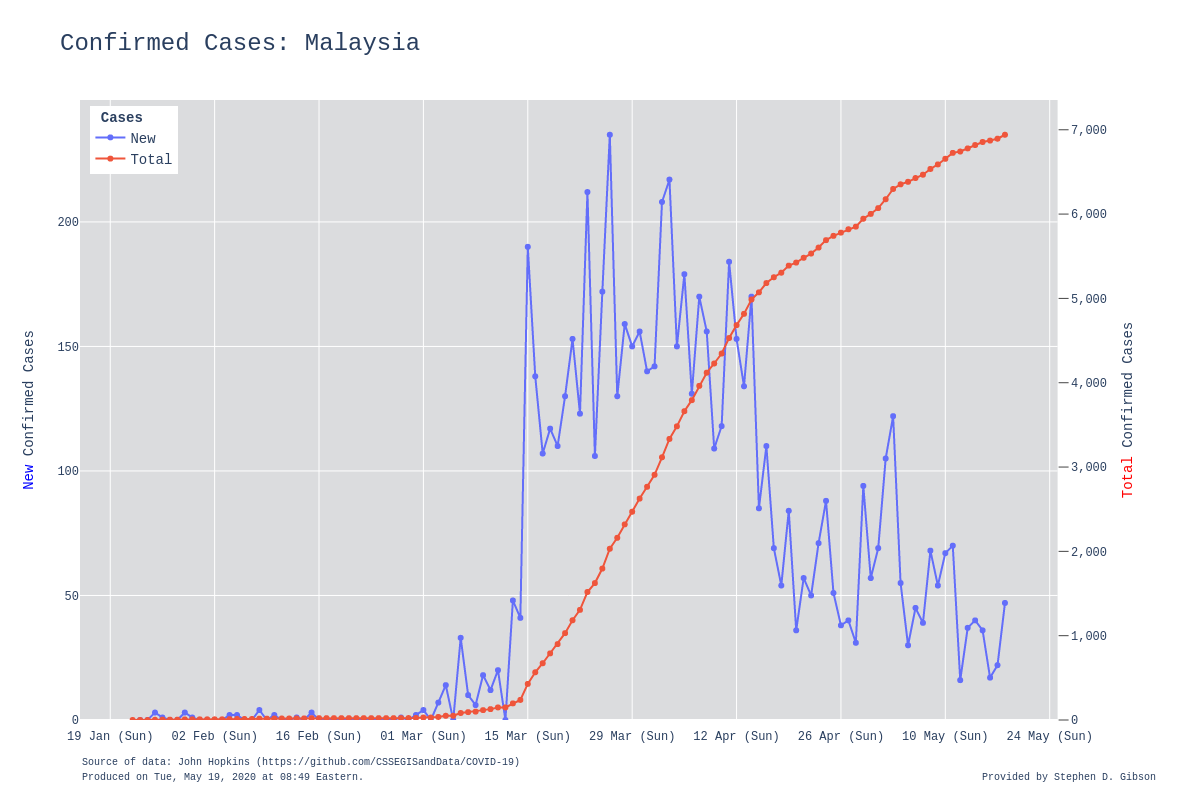 Confirmed Cases: Malaysia
Cases
New
Total
200
150
100
50
0
7,000
6,000
5,000
4,000
3,000
2,000
1,000
0
New Confirmed Cases
Total Confirmed Cases
19 Jan (Sun) 02 Feb (Sun) 16 Feb (Sun) 01 Mar (Sun) 15 Mar (Sun) 29 Mar (Sun) 12 Apr (Sun) 26 Apr (Sun) 10 May (Sun) 24 May (Sun)
Source of data: John Hopkins (https://github.com/CSSEGISandData/COVID-19)
Produced on Tue, May 19, 2020 at 08:49 Eastern.
Provided by Stephen D. Gibson